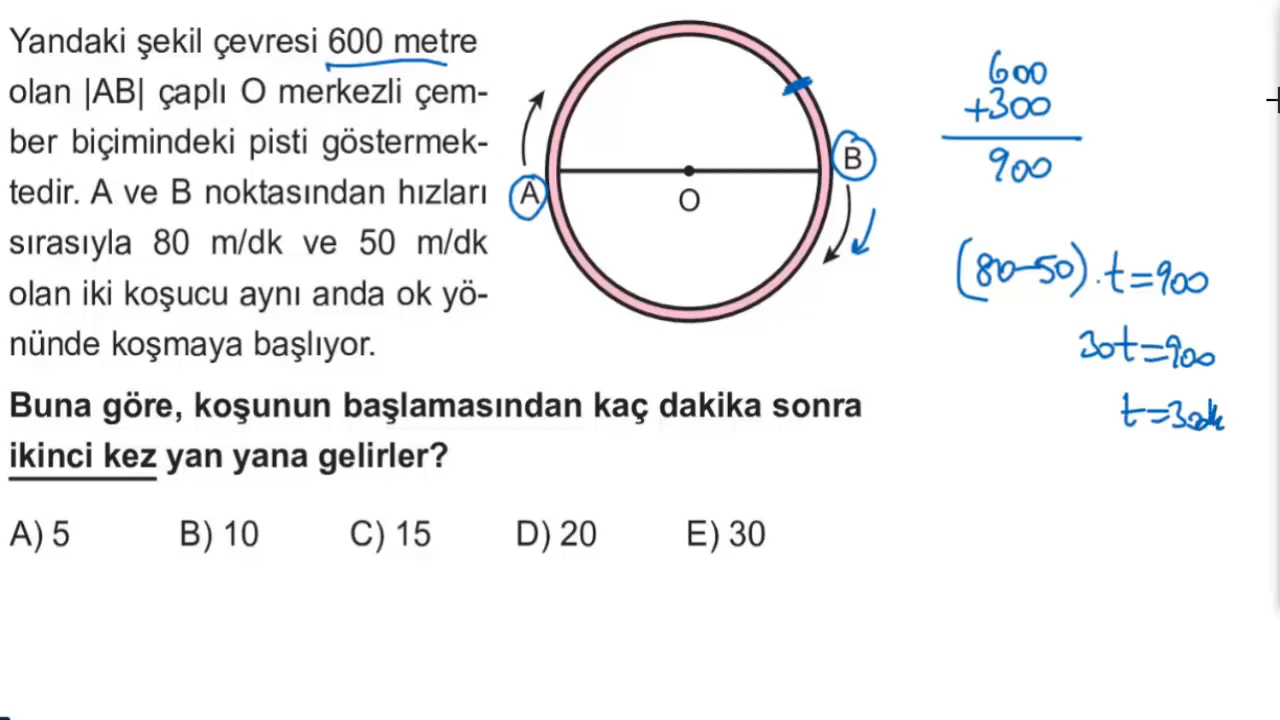 Yandaki şekil çevresi 600 metre
olan |AB| çaplı O merkezli çem-
ber biçimindeki pisti göstermek-
tedir. A ve B noktasından hızları
sırasıyla 80 m/dk ve 50 m/dk
olan iki koşucu aynı anda ok yö-
nünde koşmaya başlıyor.
A
B
O
600
+300
900
(80-50).t=900
30t=900
t=30dk
Buna göre, koşunun başlamasından kaç dakika sonra
ikinci kez yan yana gelirler?
A) 5 B) 10 C) 15 D) 20 E) 30